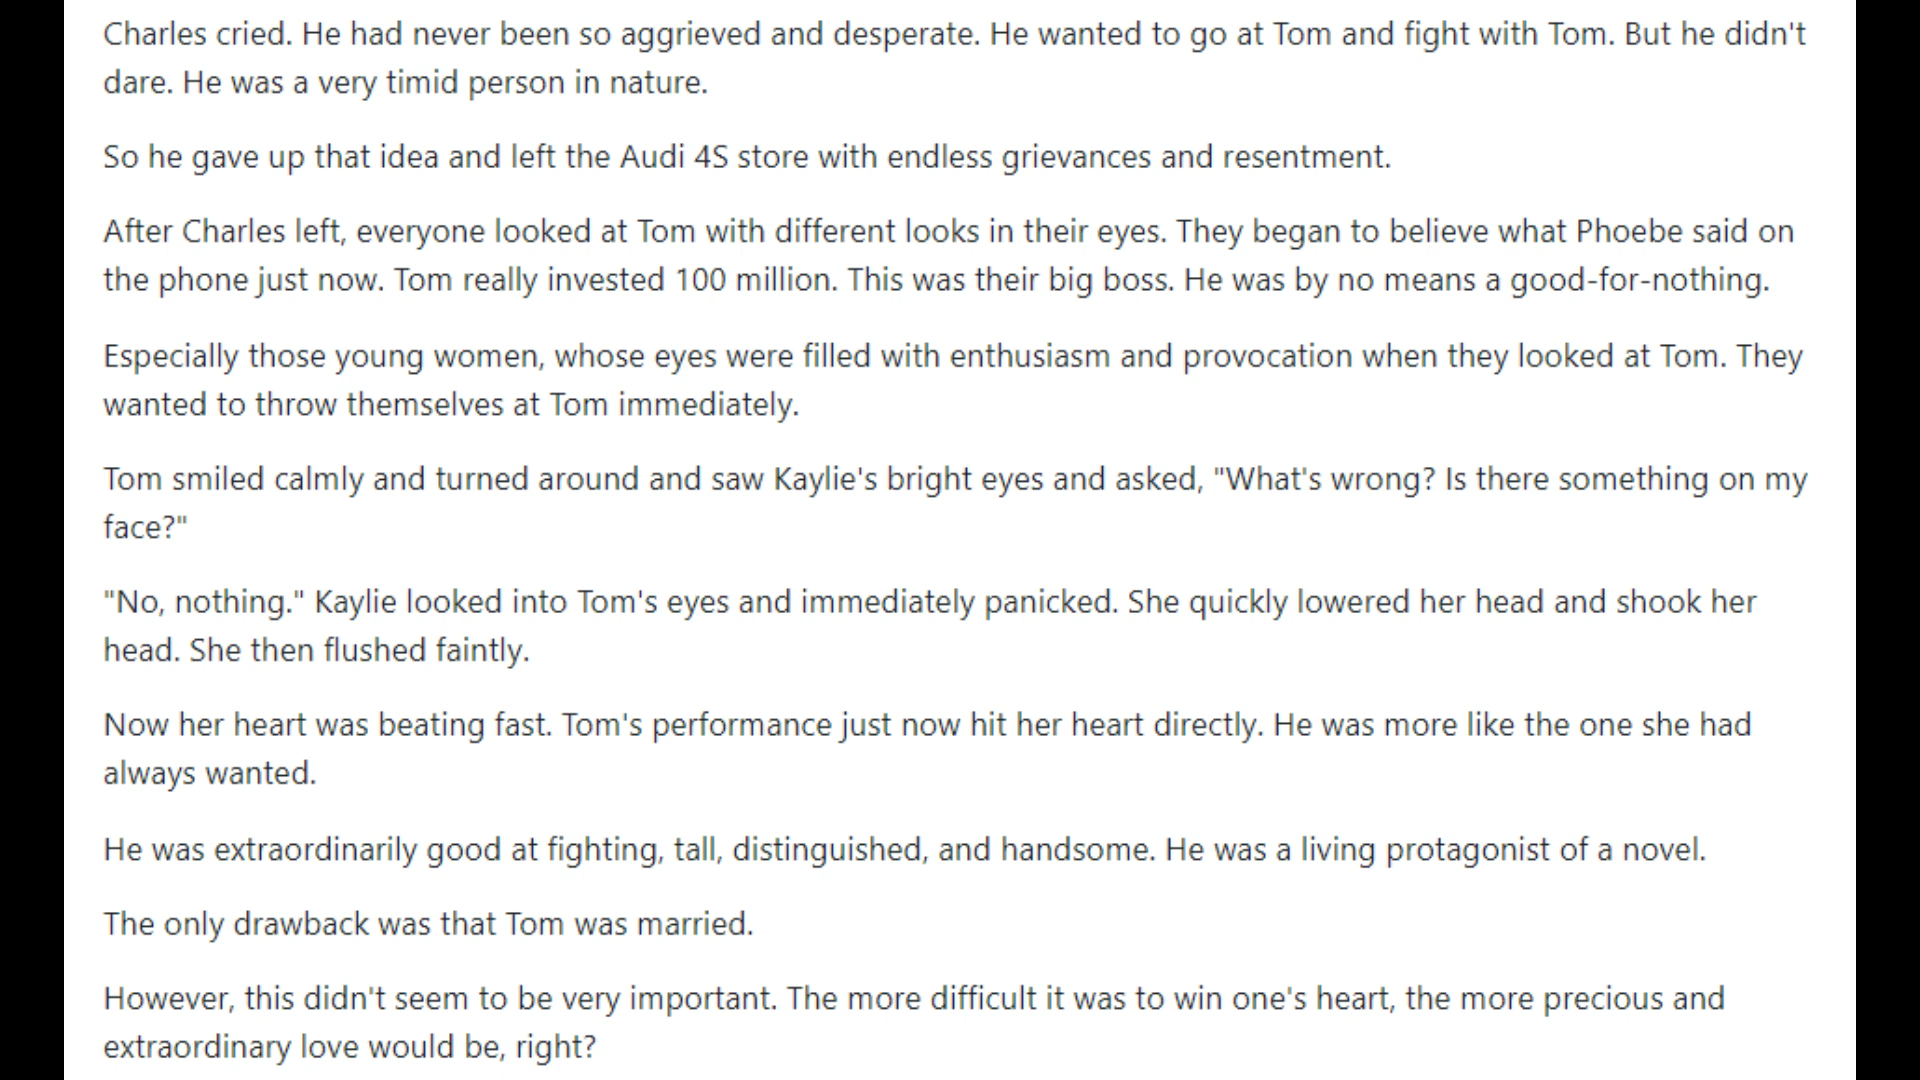 Charles cried. He had never been so aggrieved and desperate. He wanted to go at Tom and fight with Tom. But he didn't
dare. He was a very timid person in nature.
So he gave up that idea and left the Audi 4S store with endless grievances and resentment.
After Charles left, everyone looked at Tom with different looks in their eyes. They began to believe what Phoebe said on
the phone just now. Tom really invested 100 million. This was their big boss. He was by no means a good-for-nothing.
Especially those young women, whose eyes were filled with enthusiasm and provocation when they looked at Tom. They
wanted to throw themselves at Tom immediately.
Tom smiled calmly and turned around and saw Kaylie's bright eyes and asked, "What's wrong? Is there something on my
face?"
"No, nothing." Kaylie looked into Tom's eyes and immediately panicked. She quickly lowered her head and shook her
head. She then flushed faintly.
Now her heart was beating fast. Tom's performance just now hit her heart directly. He was more like the one she had
always wanted.
He was extraordinarily good at fighting, tall, distinguished, and handsome. He was a living protagonist of a novel.
The only drawback was that Tom was married.
However, this didn't seem to be very important. The more difficult it was to win one's heart, the more precious and
extraordinary love would be, right?